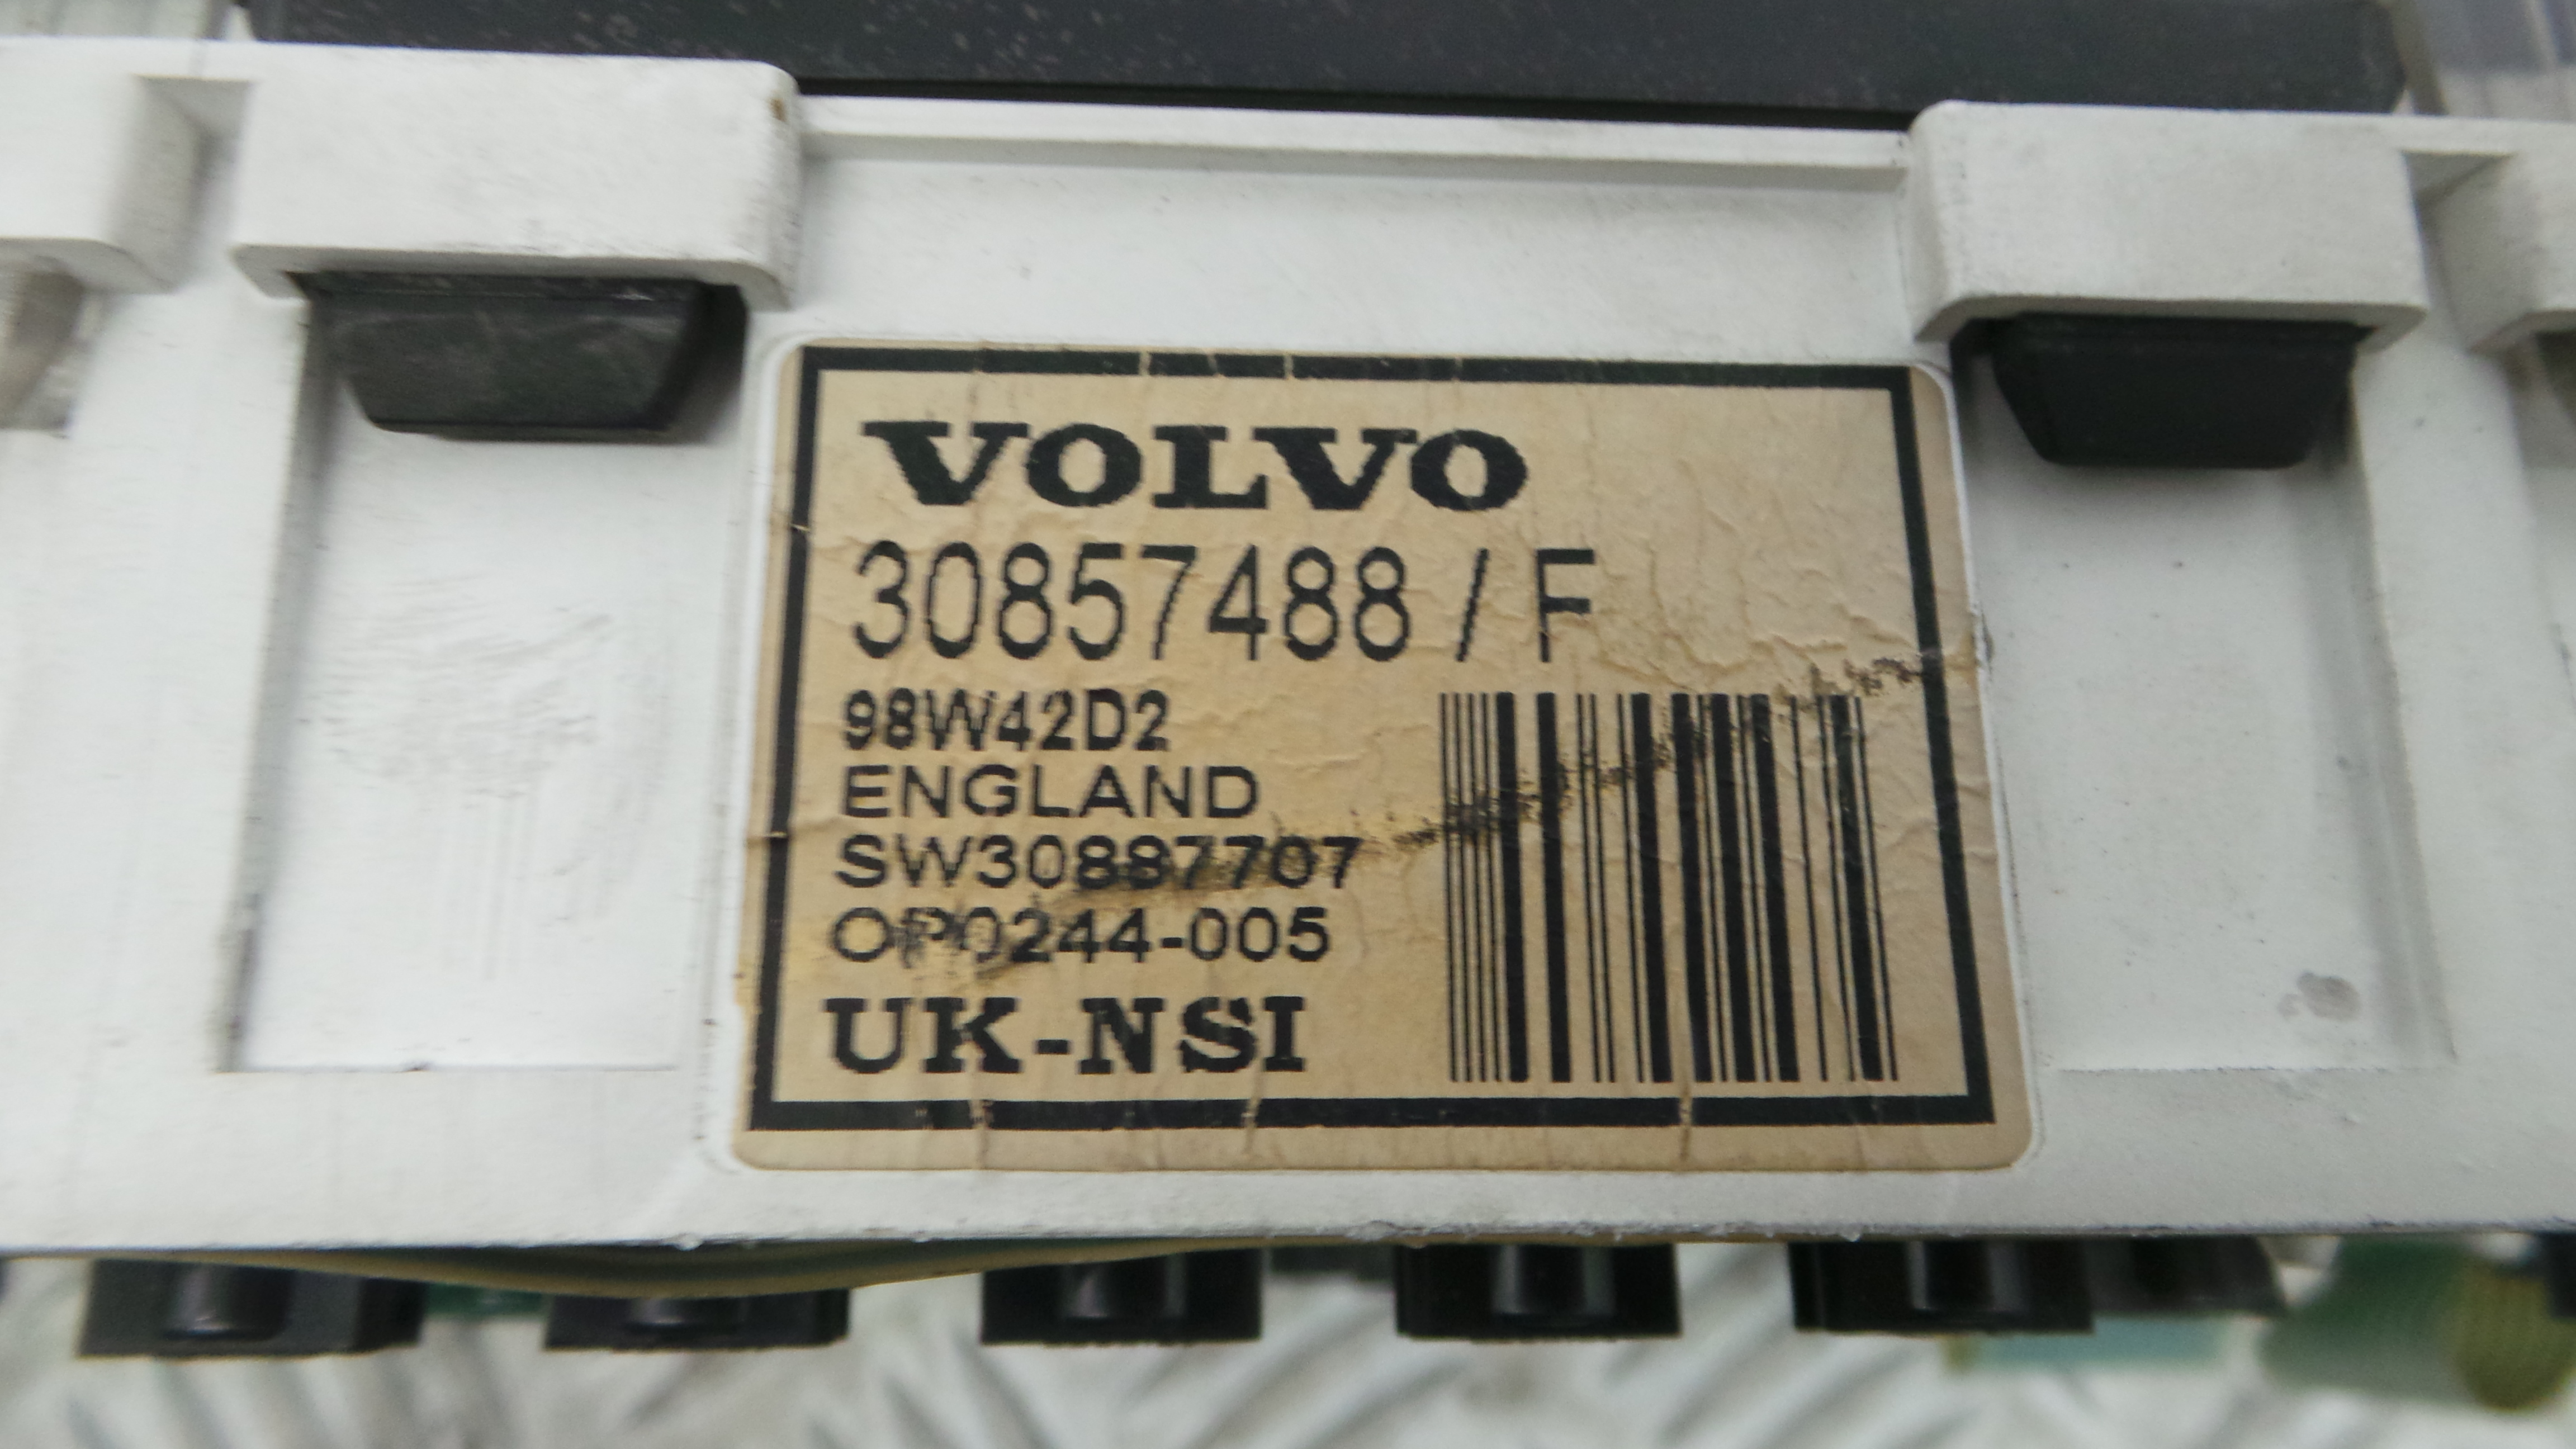 VOLVO
30857488 / F
98W42D2
ENGLAND
SW30887707
OP0244-005
UK-NSI